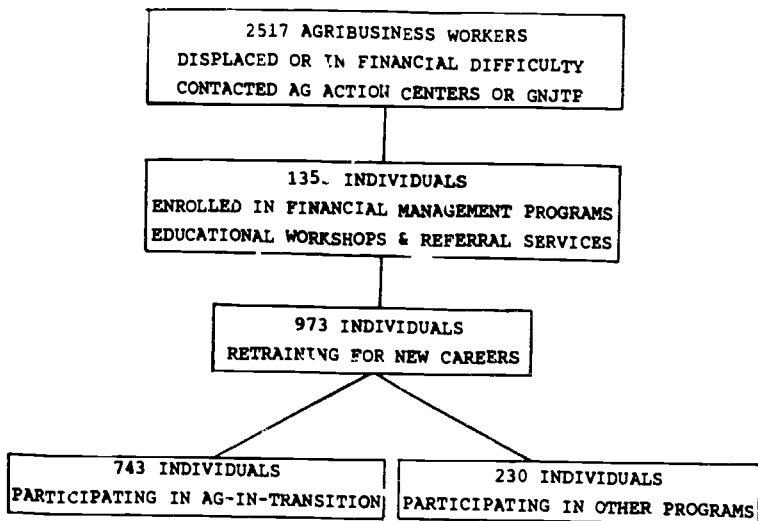 2517 AGRIBUSINESS WORKERS
DISPLACED OR IN FINANCIAL DIFFICULTY
CONTACTED AG ACTION CENTERS OR GNJTP
INDIVIDUALS
ENROLLED IN FINANCIAL MANAGEMENT PROGRAMS
EDUCATIONAL WORKSHOPS & REFERRAL SERVICES
973 INDIVIDUALS
RETRAINING FOR NEW CAREERS
743 INDIVIDUALS
PARTICIPATING IN AG-IN-TRANSITION
230 INDIVIDUALS
PARTICIPATING IN OTHER PROGRAMS